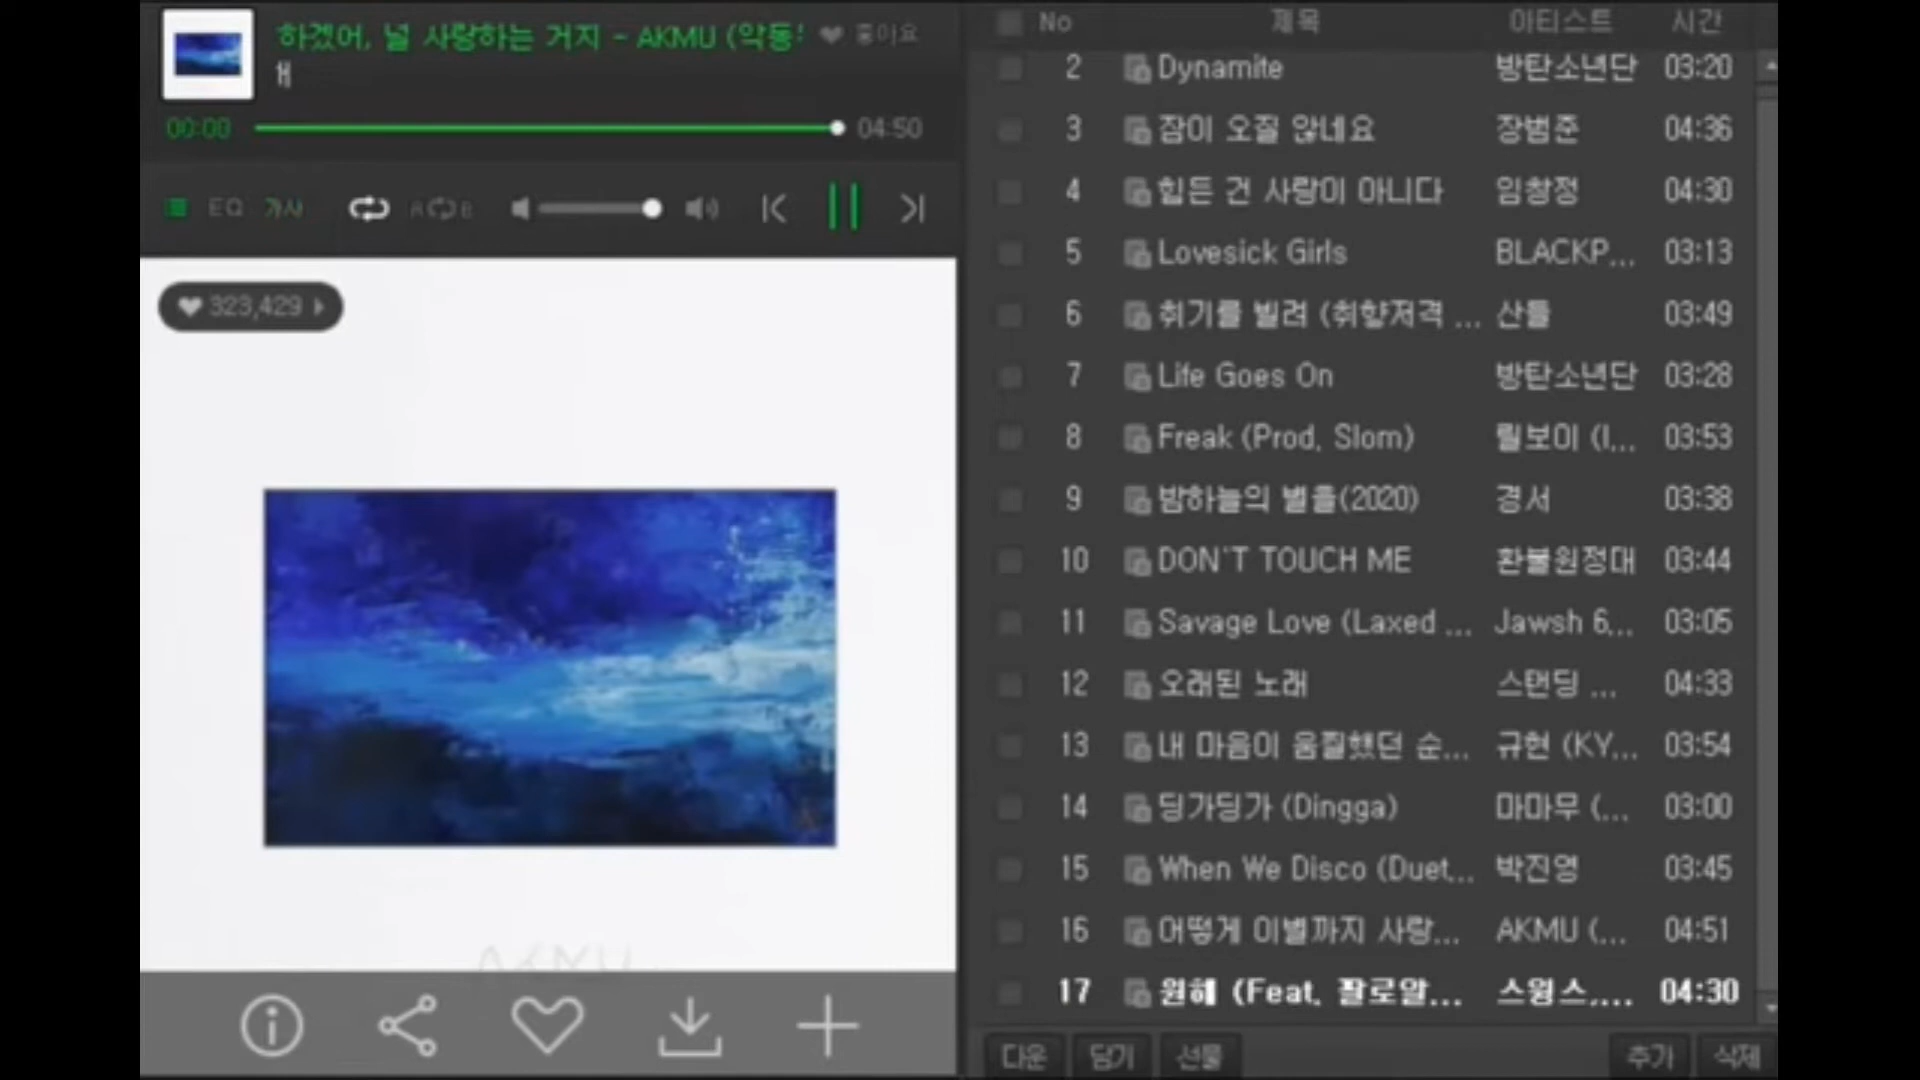 하겠어, 널 사랑하는 거지 - AKMU (악동!
좋아요
00:00
04:50
EQ 가사
A B
323,429
AKMU
No 제목 아티스트 시간
2 Dynamite 방탄소년단 03:20
3 잠이 오질 않네요 장범준 04:36
4 힘든 건 사랑이 아니다 임창정 04:30
5 Lovesick Girls BLACKP... 03:13
6 취기를 빌려 (취향저격 ... 산들 03:49
7 Life Goes On 방탄소년단 03:28
8 Freak (Prod. Slom) 릴보이 (l... 03:53
9 밤하늘의 별을(2020) 경서 03:38
10 DON'T TOUCH ME 환불원정대 03:44
11 Savage Love (Laxed ... Jawsh 6... 03:05
12 오래된 노래 스탠딩 ... 04:33
13 내 마음이 움찔했던 순... 규현 (KY... 03:54
14 딩가딩가 (Dingga) 마마무 (... 03:00
15 When We Disco (Duet... 박진영 03:45
16 어떻게 이별까지 사랑... AKMU (... 04:51
17 원해 (Feat. 팔로알... 스윙스,... 04:30
다운 담기 선물 추가 삭제